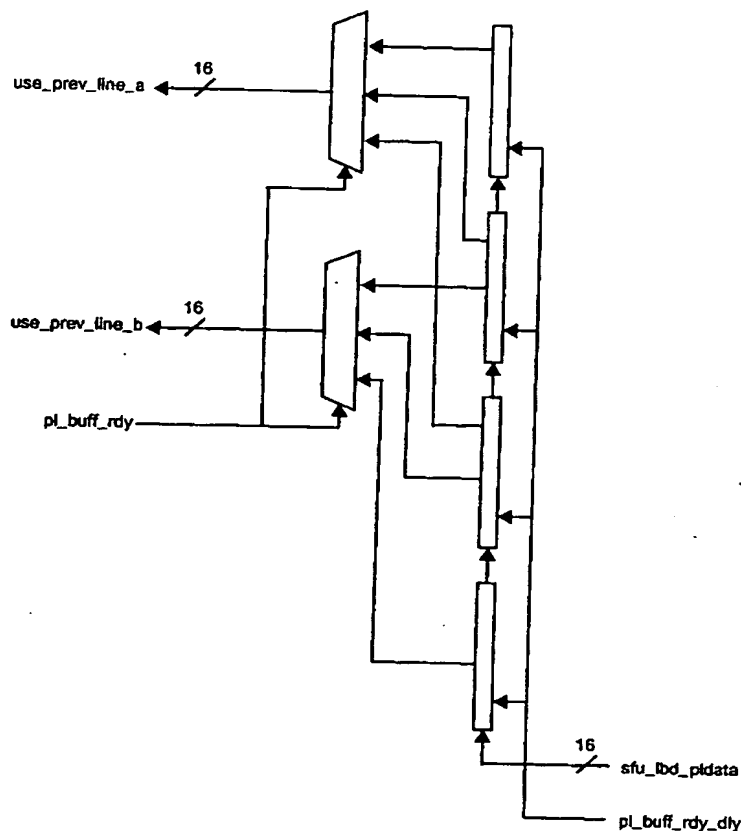 16
use_prev_line_a
16
use_prev_line_b
pl_buff_rdy
16
sfu_lbd_pldata
pl_buff_rdy_dly